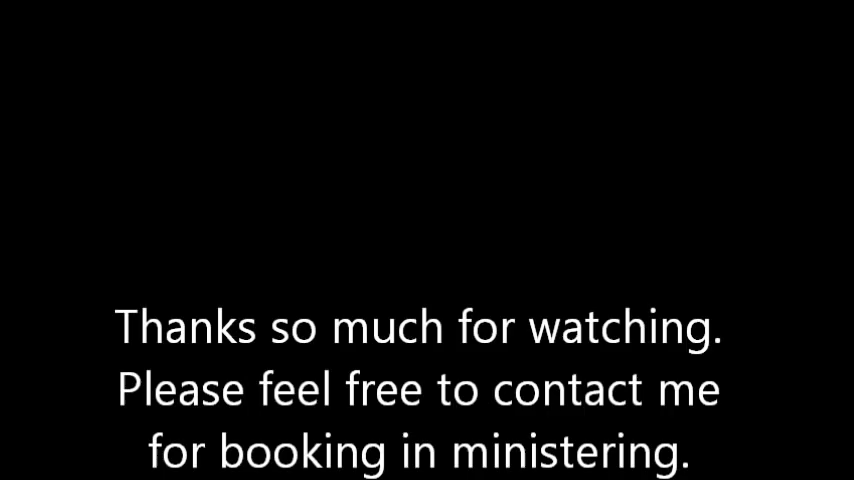 Thanks so much for watching.
Please feel free to contact me
for booking in ministering.